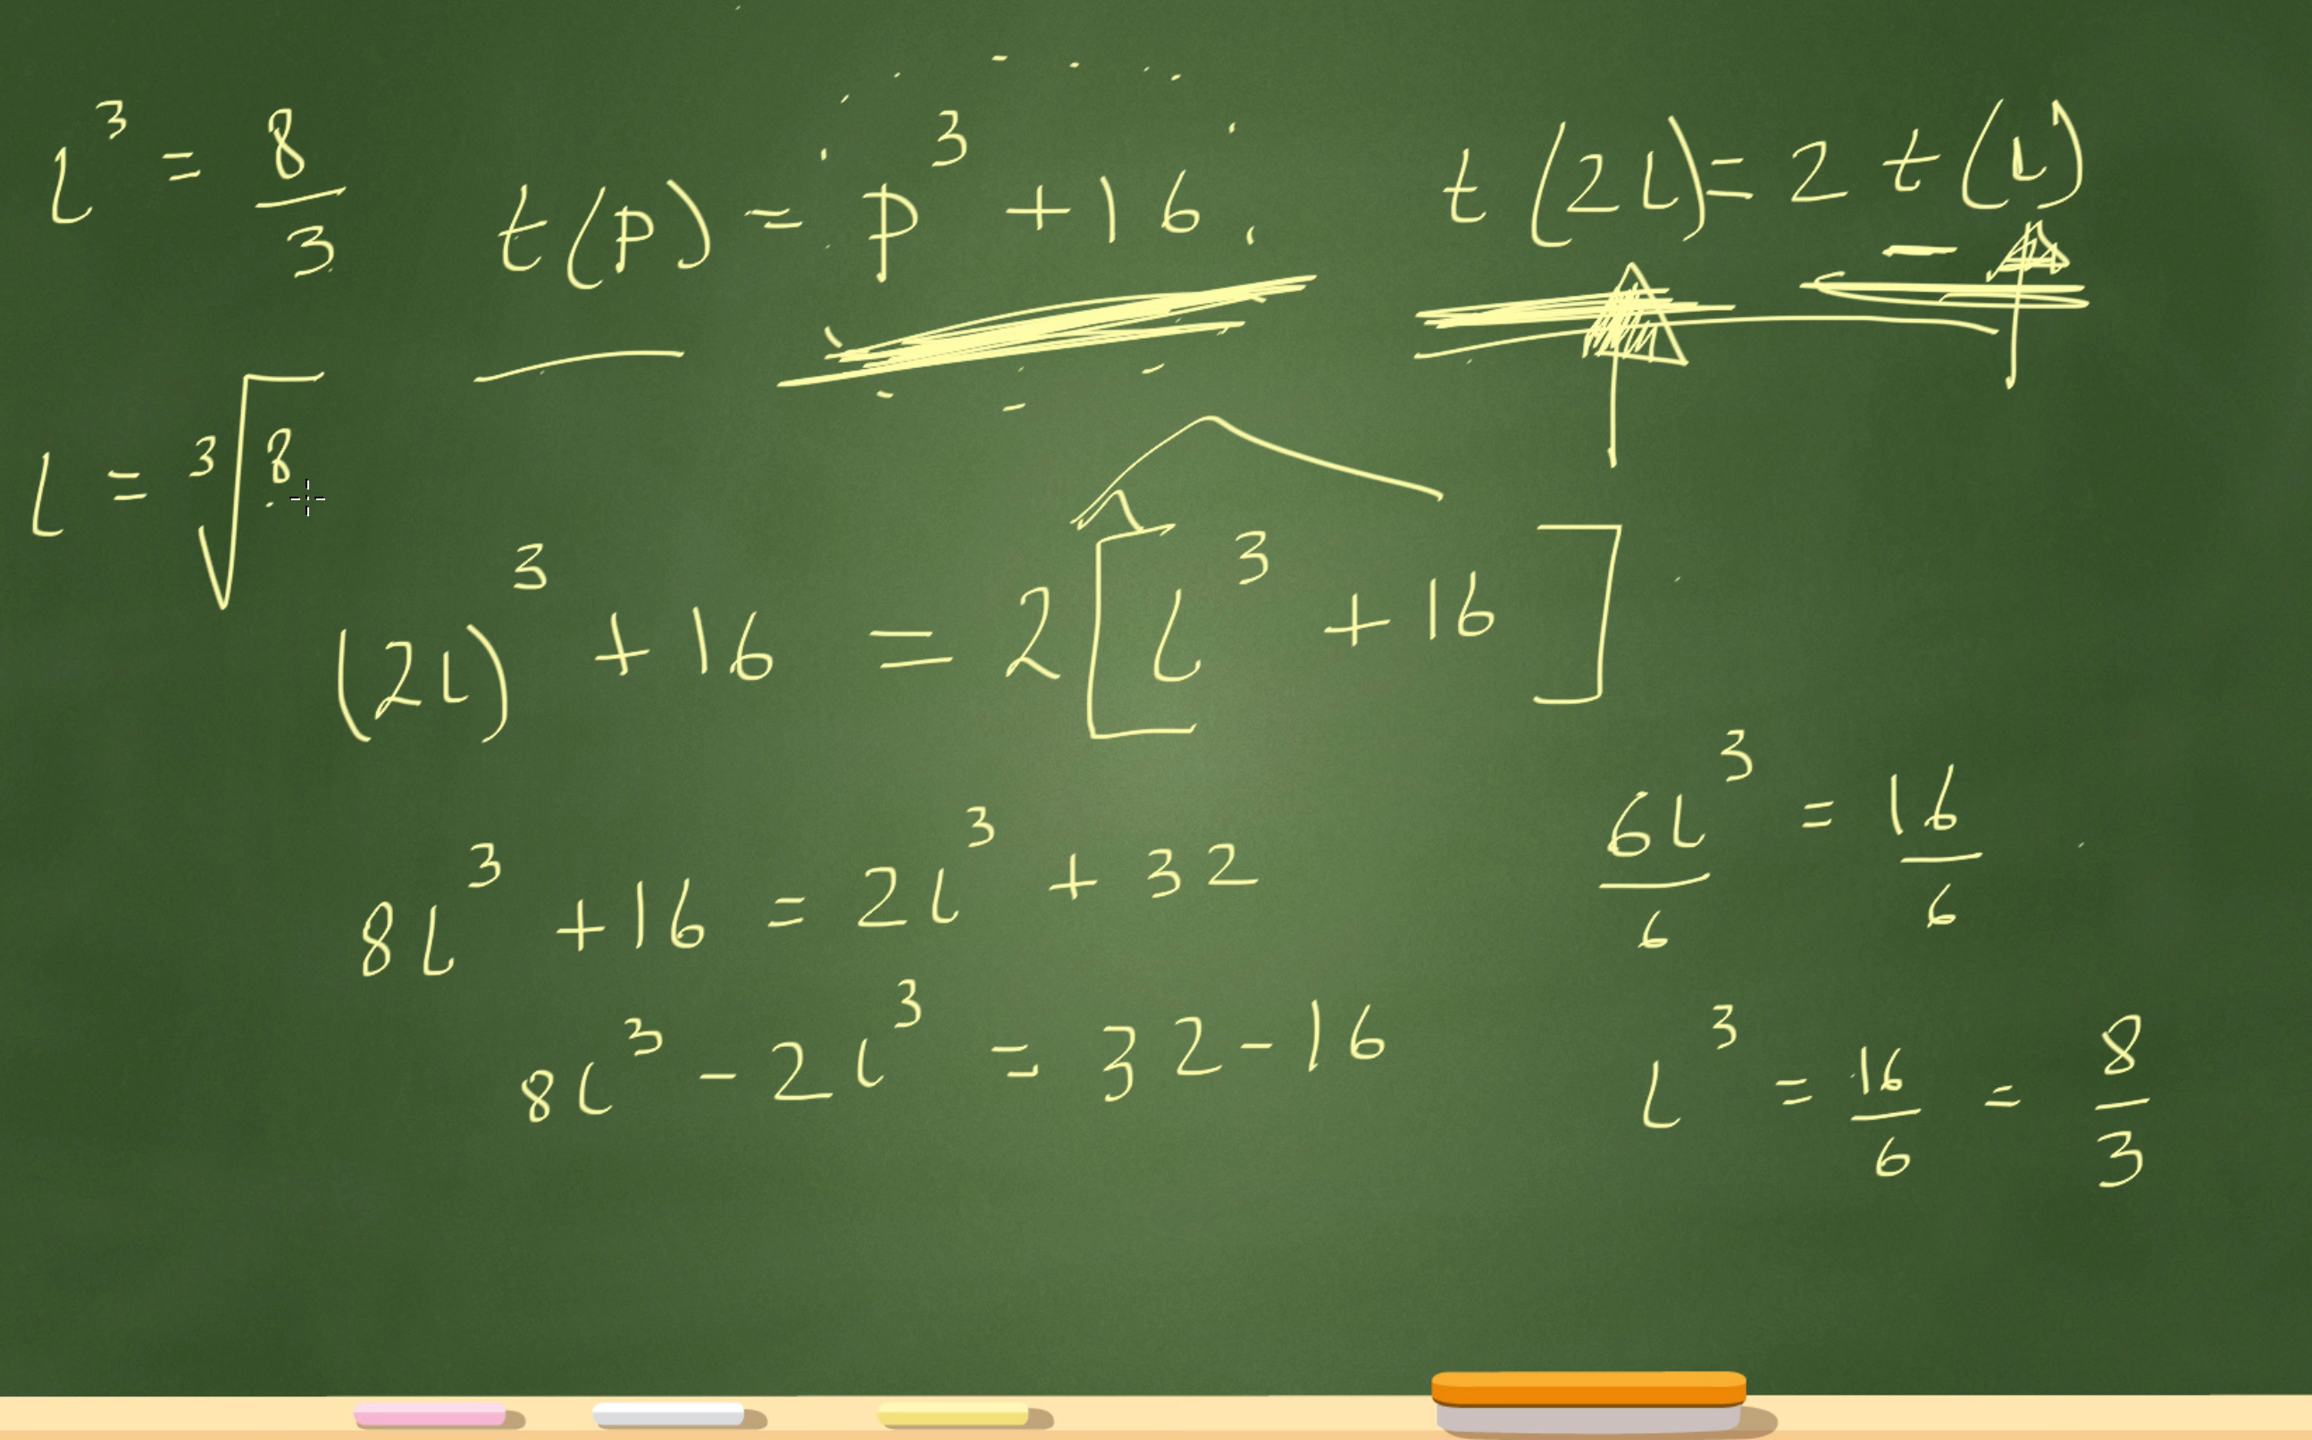 t(p) = p³ + 16.
t(2l) = 2 t(l)
(2l)³ + 16 = 2[l³ + 16]
8l³ + 16 = 2l³ + 32
8l³ - 2l³ = 32 - 16
6l³/6 = 16/6
l³ = 16/6 = 8/3
l³ = 8/3
l = ³√8